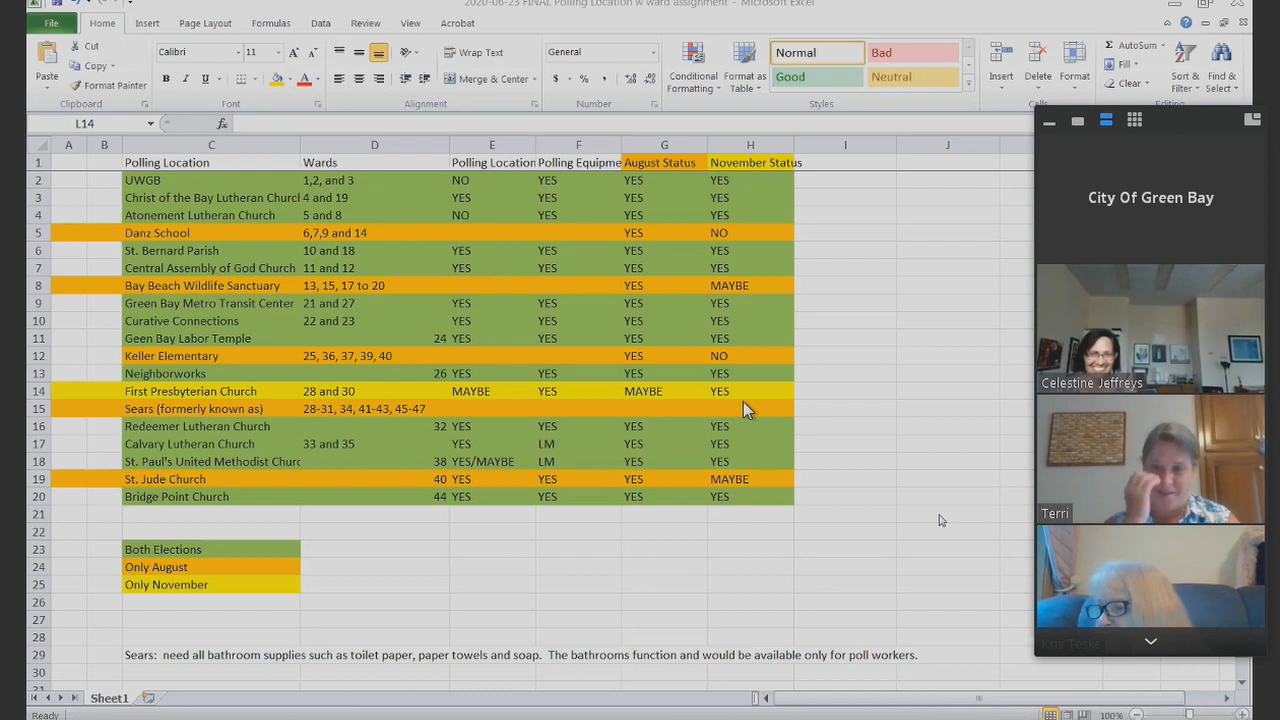 2020-06-23 FINAL Polling Location w ward assignment - Microsoft Excel
File Home Insert Page Layout Formulas Data Review View Acrobat
Paste Cut Copy Format Painter Clipboard
Calibri 11 B I U A A A Font
Wrap Text Merge & Center Alignment
General $ % , Number
Conditional Formatting Format as Table Normal Bad Good Neutral Styles
Insert Delete Format Cells
Σ AutoSum Fill Clear Sort & Filter Find & Select Editing
L14 fx
A B C D E F G H I J
1 Polling Location Wards Polling Location Polling Equipme August Status November Status
2 UWGB 1,2, and 3 NO YES YES YES
3 Christ of the Bay Lutheran Church 4 and 19 YES YES YES YES
4 Atonement Lutheran Church 5 and 8 NO YES YES YES
5 Danz School 6,7,9 and 14 YES NO
6 St. Bernard Parish 10 and 18 YES YES YES YES
7 Central Assembly of God Church 11 and 12 YES YES YES YES
8 Bay Beach Wildlife Sanctuary 13, 15, 17 to 20 YES MAYBE
9 Green Bay Metro Transit Center 21 and 27 YES YES YES YES
10 Curative Connections 22 and 23 YES YES YES YES
11 Geen Bay Labor Temple 24 YES YES YES YES
12 Keller Elementary 25, 36, 37, 39, 40 YES NO
13 Neighborworks 26 YES YES YES YES
14 First Presbyterian Church 28 and 30 MAYBE YES MAYBE YES
15 Sears (formerly known as) 28-31, 34, 41-43, 45-47
16 Redeemer Lutheran Church 32 YES YES YES YES
17 Calvary Lutheran Church 33 and 35 YES LM YES YES
18 St. Paul's United Methodist Churc 38 YES/MAYBE LM YES YES
19 St. Jude Church 40 YES YES YES MAYBE
20 Bridge Point Church 44 YES YES YES YES
21
22
23 Both Elections
24 Only August
25 Only November
26
27
28
29 Sears: need all bathroom supplies such as toilet paper, paper towels and soap. The bathrooms function and would be available only for poll workers.
30
31
Sheet1
Ready 100%
City Of Green Bay
Celestine Jeffreys
Terri
Kris Teske